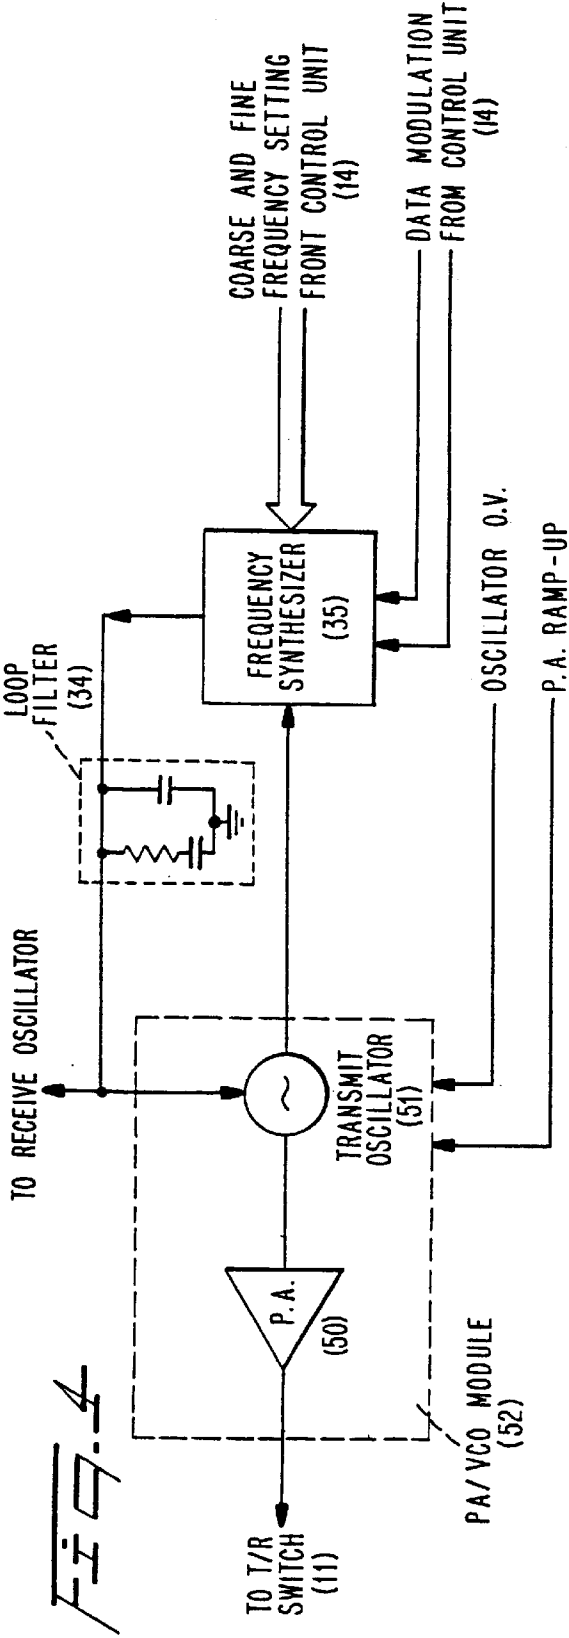 Fig. 4
TO T/R
SWITCH
(11)
PA/VCO MODULE
(52)
P.A.
(50)
TO RECEIVE OSCILLATOR
TRANSMIT
OSCILLATOR
(51)
LOOP
FILTER
(34)
FREQUENCY
SYNTHESIZER
(35)
OSCILLATOR O.V.
P.A. RAMP-UP
COARSE AND FINE
FREQUENCY SETTING
FRONT CONTROL UNIT
(14)
DATA MODULATION
FROM CONTROL UNIT
(14)